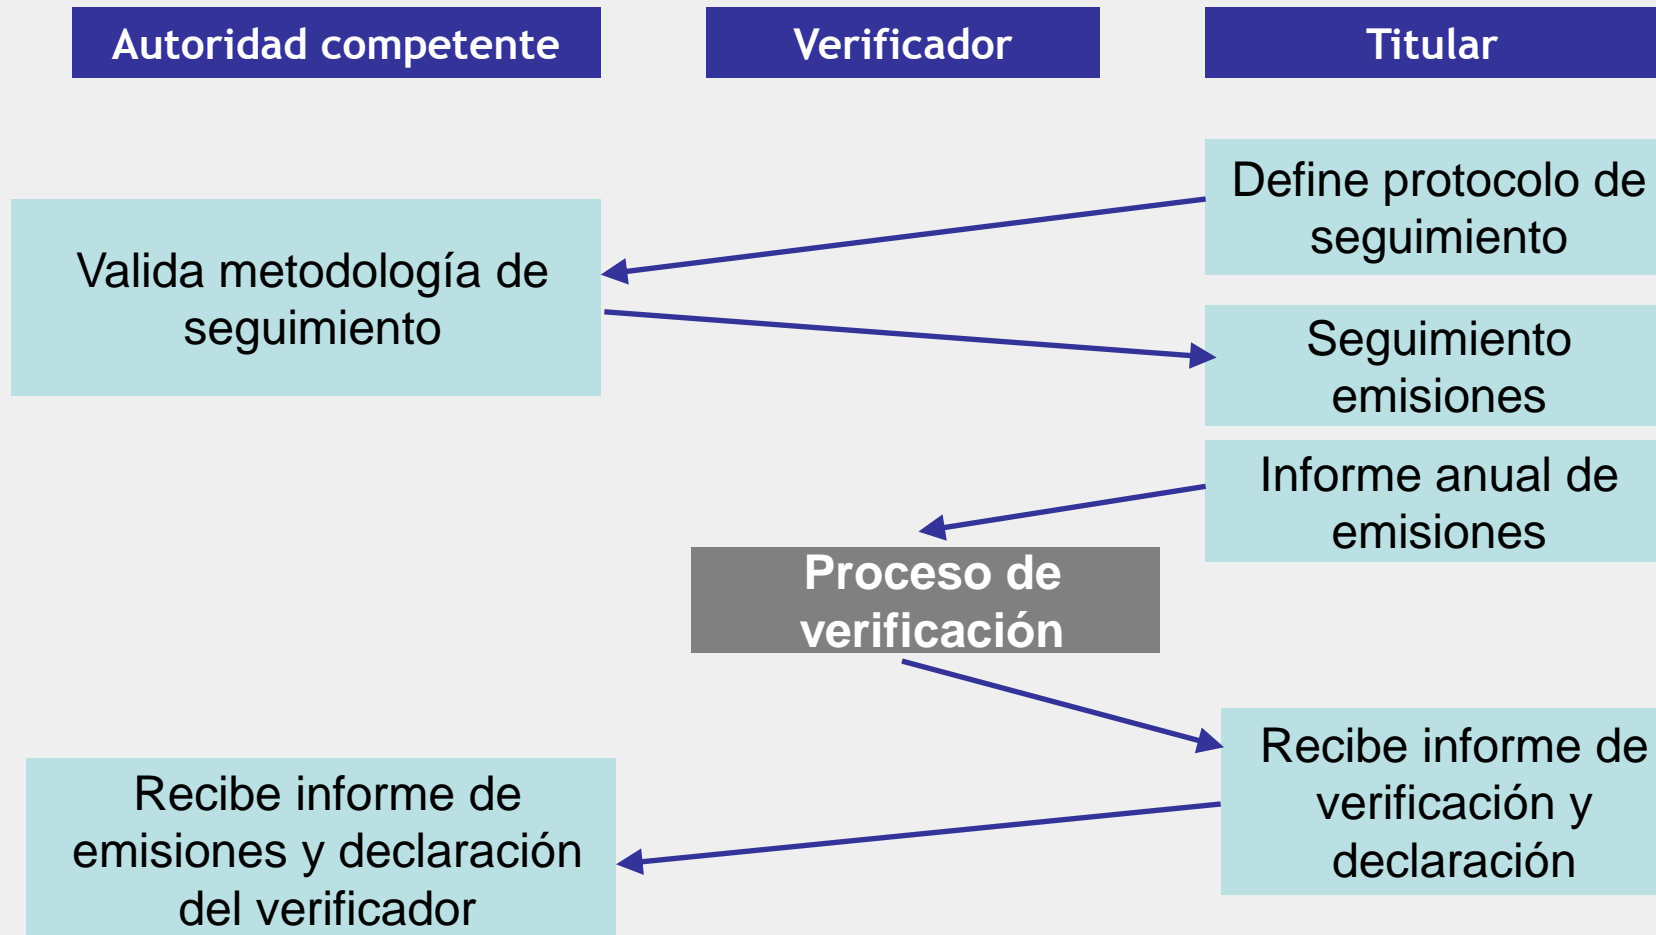 Autoridad competente
Verificador
Titular
Define protocolo de
seguimiento
Valida metodología de
seguimiento
Seguimiento
emisiones
Informe anual de
emisiones
Proceso de
verificación
Recibe informe de
verificación y
declaración
Recibe informe de
emisiones y declaración
del verificador